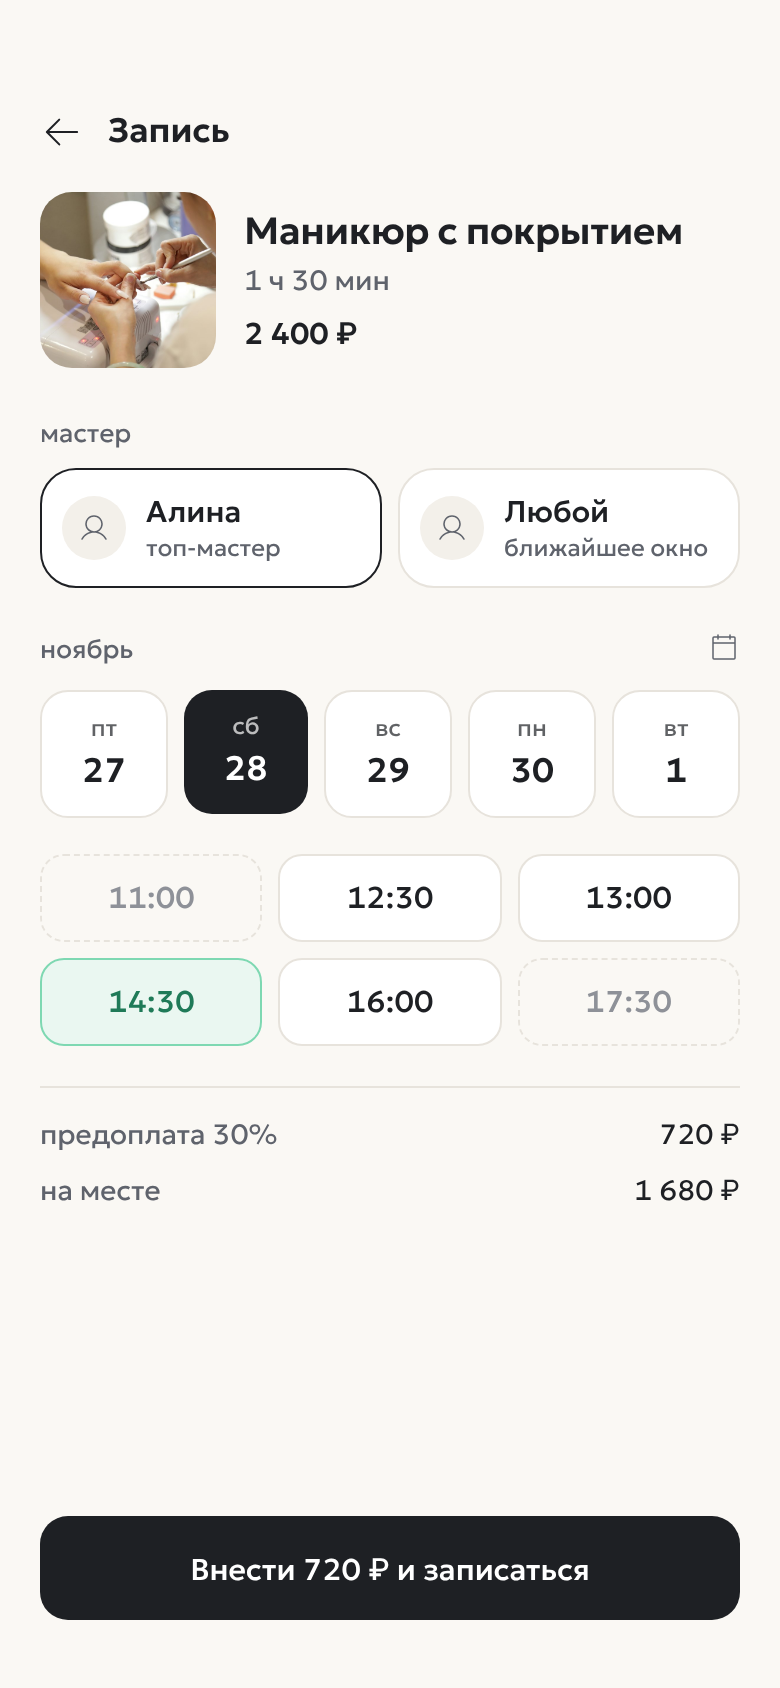 Запись
Маникюр с покрытием
1 ч 30 мин
2 400 ₽
мастер
Алина
топ-мастер
Любой
ближайшее окно
ноябрь
пт
27
сб
28
вс
29
пн
30
вт
1
11:00
12:30
13:00
14:30
16:00
17:30
предоплата 30%
720 ₽
на месте
1 680 ₽
Внести 720 ₽ и записаться